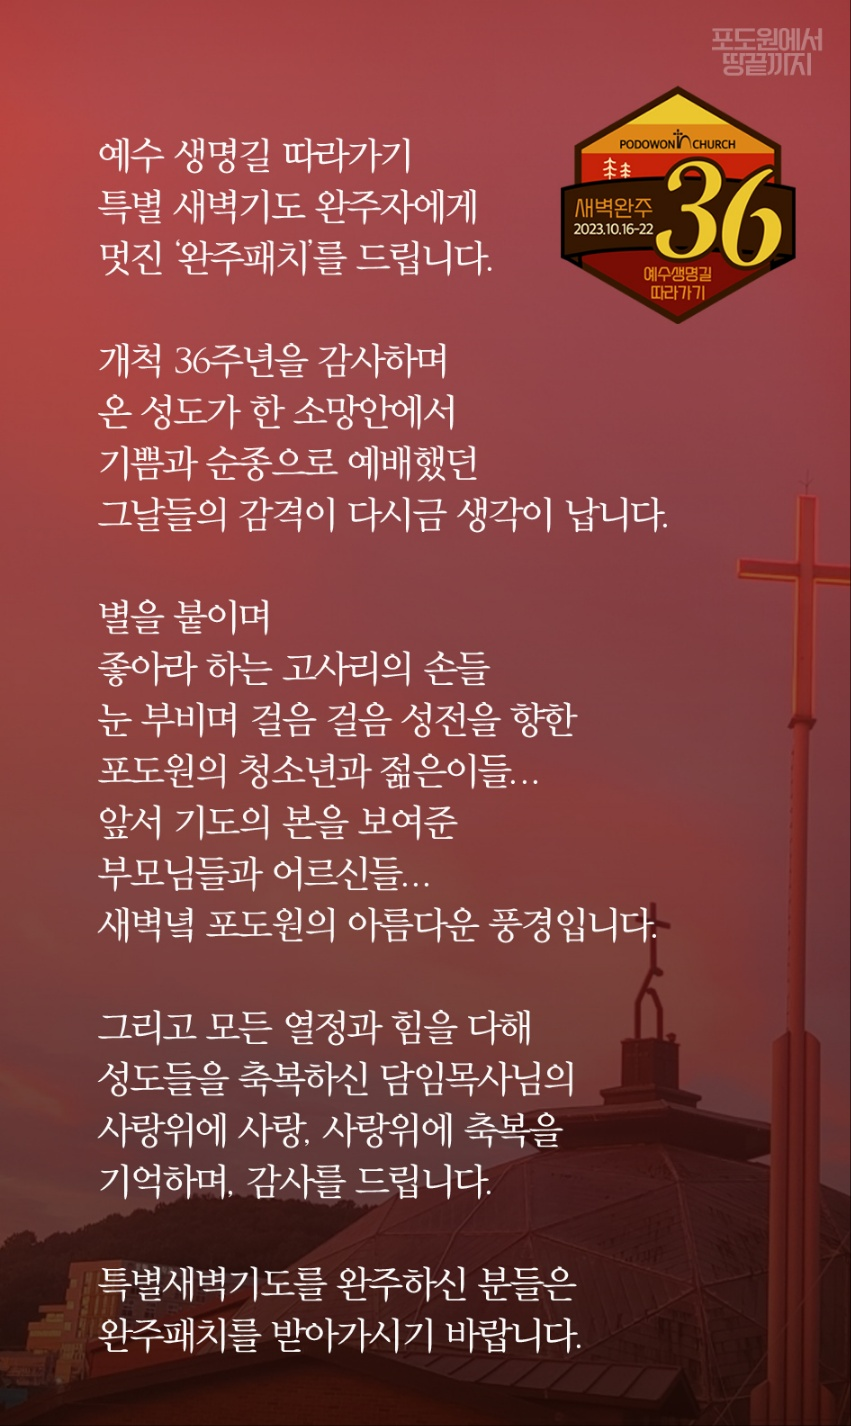 포도원에서
땅끝까지
PODOWON in CHURCH
새벽완주
2023.10.16-22
36
예수생명길
따라가기
예수 생명길 따라가기
특별 새벽기도 완주자에게
멋진 ‘완주패치’를 드립니다.
개척 36주년을 감사하며
온 성도가 한 소망안에서
기쁨과 순종으로 예배했던
그날들의 감격이 다시금 생각이 납니다.
별을 붙이며
좋아라 하는 고사리의 손들
눈 부비며 걸음 걸음 성전을 향한
포도원의 청소년과 젊은이들...
앞서 기도의 본을 보여준
부모님들과 어르신들...
새벽녘 포도원의 아름다운 풍경입니다.
그리고 모든 열정과 힘을 다해
성도들을 축복하신 담임목사님의
사랑위에 사랑, 사랑위에 축복을
기억하며, 감사를 드립니다.
특별새벽기도를 완주하신 분들은
완주패치를 받아가시기 바랍니다.